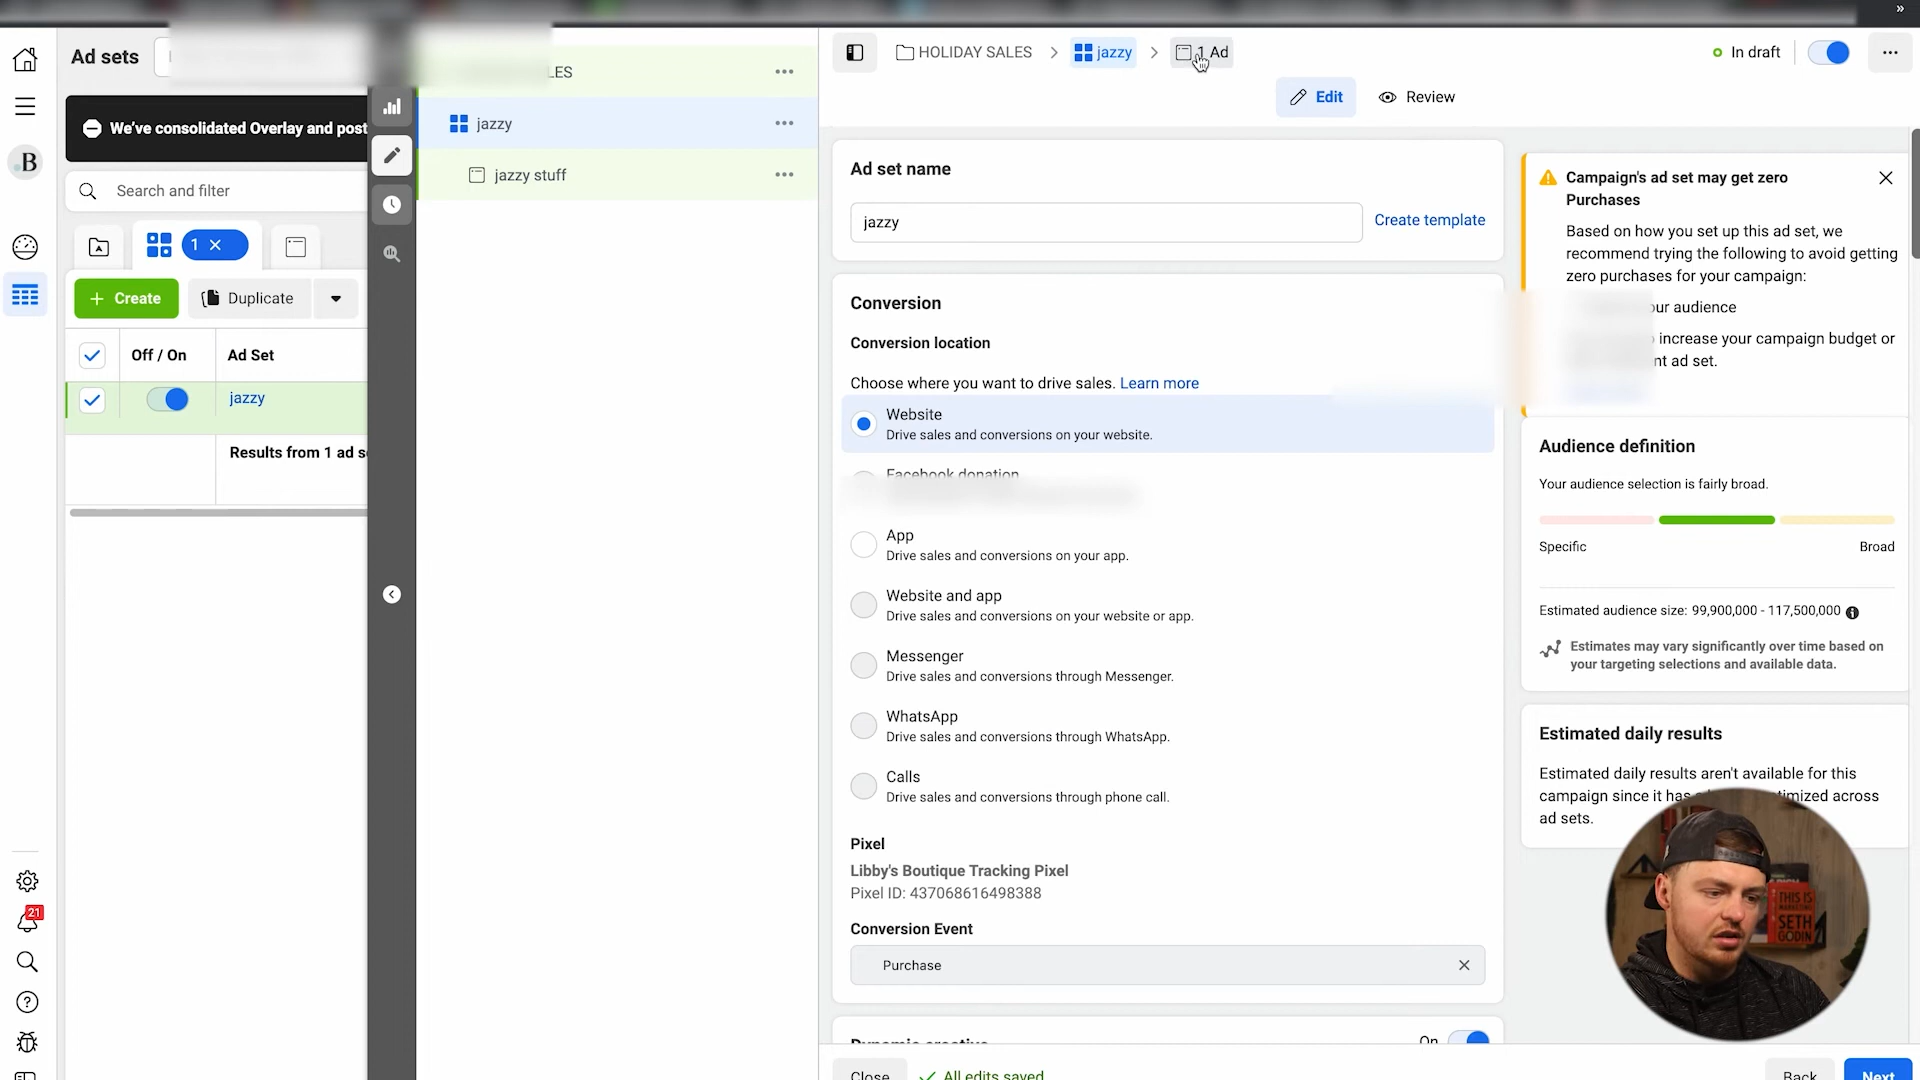 »
Ad sets
LES
HOLIDAY SALES
jazzy
1 Ad
In draft
Edit
Review
We've consolidated Overlay and post
.B
Search and filter
jazzy
jazzy stuff
1
Create
Duplicate
Off / On
Ad Set
jazzy
Results from 1 ad s
Ad set name
jazzy
Create template
Conversion
Conversion location
Choose where you want to drive sales. Learn more
Website
Drive sales and conversions on your website.
Facebook donation
App
Drive sales and conversions on your app.
Website and app
Drive sales and conversions on your website or app.
Messenger
Drive sales and conversions through Messenger.
WhatsApp
Drive sales and conversions through WhatsApp.
Calls
Drive sales and conversions through phone call.
Pixel
Libby's Boutique Tracking Pixel
Pixel ID: 437068616498388
Conversion Event
Purchase
Dynamic creative
On
Close
All edits saved
Back
Next
Campaign's ad set may get zero
Purchases
Based on how you set up this ad set, we
recommend trying the following to avoid getting
zero purchases for your campaign:
ur audience
increase your campaign budget or
nt ad set.
Audience definition
Your audience selection is fairly broad.
Specific
Broad
Estimated audience size: 99,900,000 - 117,500,000
Estimates may vary significantly over time based on
your targeting selections and available data.
Estimated daily results
Estimated daily results aren't available for this
campaign since it has
timized across
ad sets.
THIS IS
MARKETING
SETH
GODIN
21